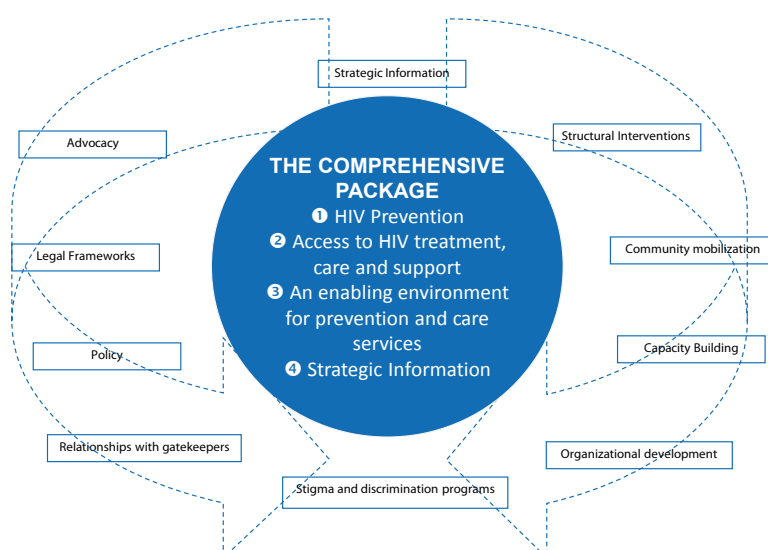 Strategic Information
Advocacy
Structural Interventions
THE COMPREHENSIVE
PACKAGE
❶ HIV Prevention
❷ Access to HIV treatment,
care and support
❸ An enabling environment
for prevention and care
services
❹ Strategic Information
Legal Frameworks
Community mobilization
Policy
Capacity Building
Relationships with gatekeepers
Organizational development
Stigma and discrimination programs